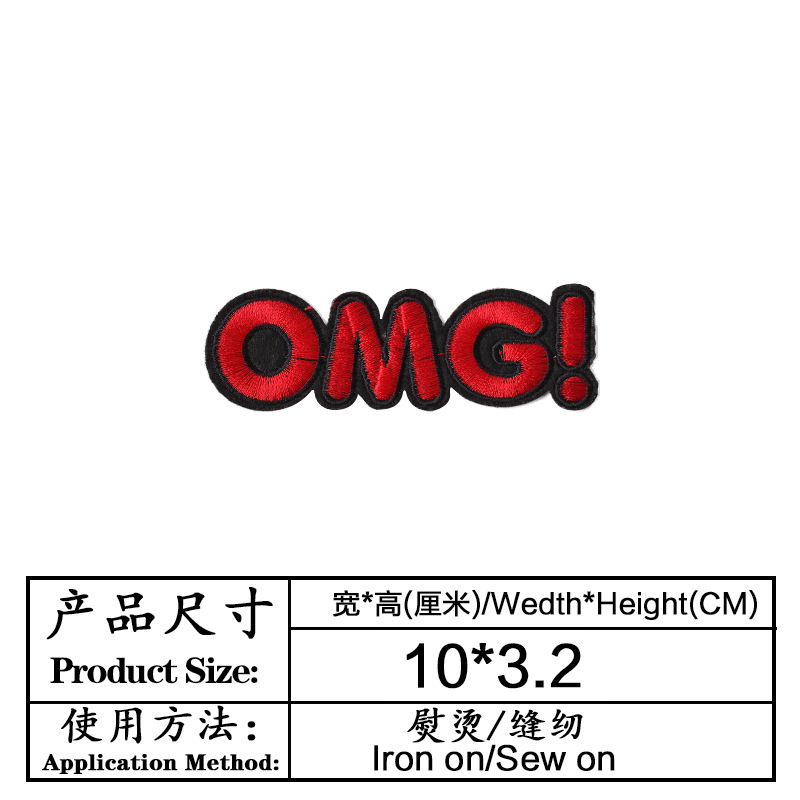 OMG!
产品尺寸
Product Size:
宽*高(厘米)/Wedth*Height(CM)
10*3.2
使用方法:
Application Method:
熨烫/缝纫
Iron on/Sew on